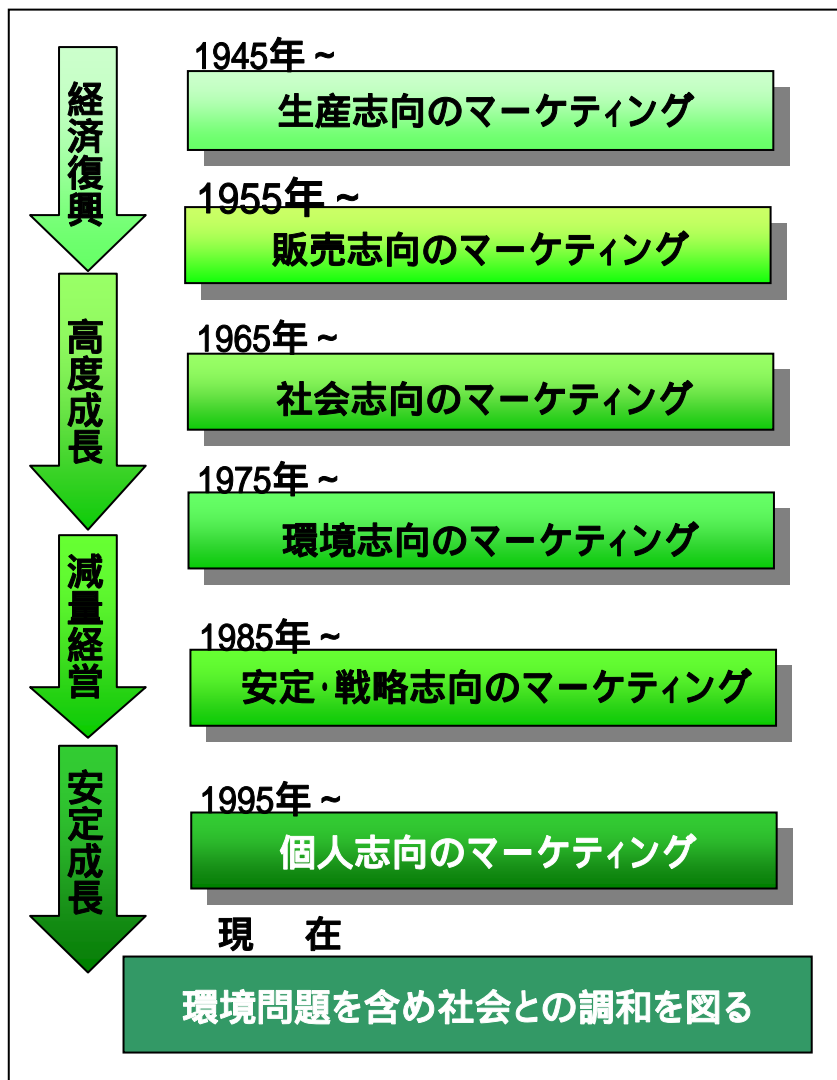 経済復興
1945年～
生産志向のマーケティング
1955年～
販売志向のマーケティング
高度成長
1965年～
社会志向のマーケティング
1975年～
環境志向のマーケティング
減量経営
1985年～
安定・戦略志向のマーケティング
安定成長
1995年～
個人志向のマーケティング
現　在
環境問題を含め社会との調和を図る